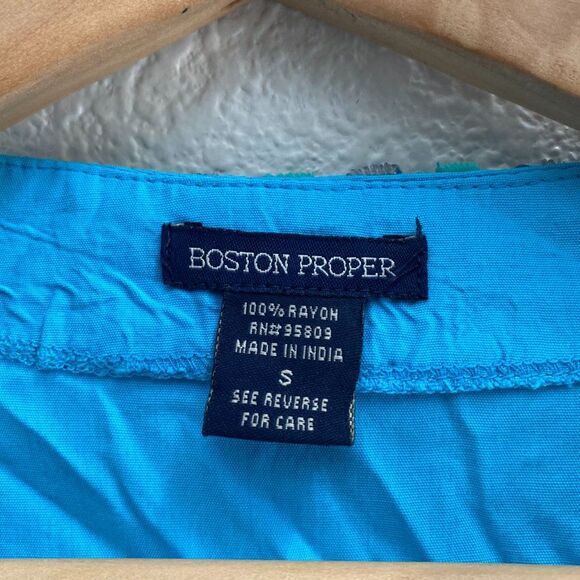 BOSTON PROPER
100% RAYON
RN#95809
MADE IN INDIA
S
SEE REVERSE
FOR CARE